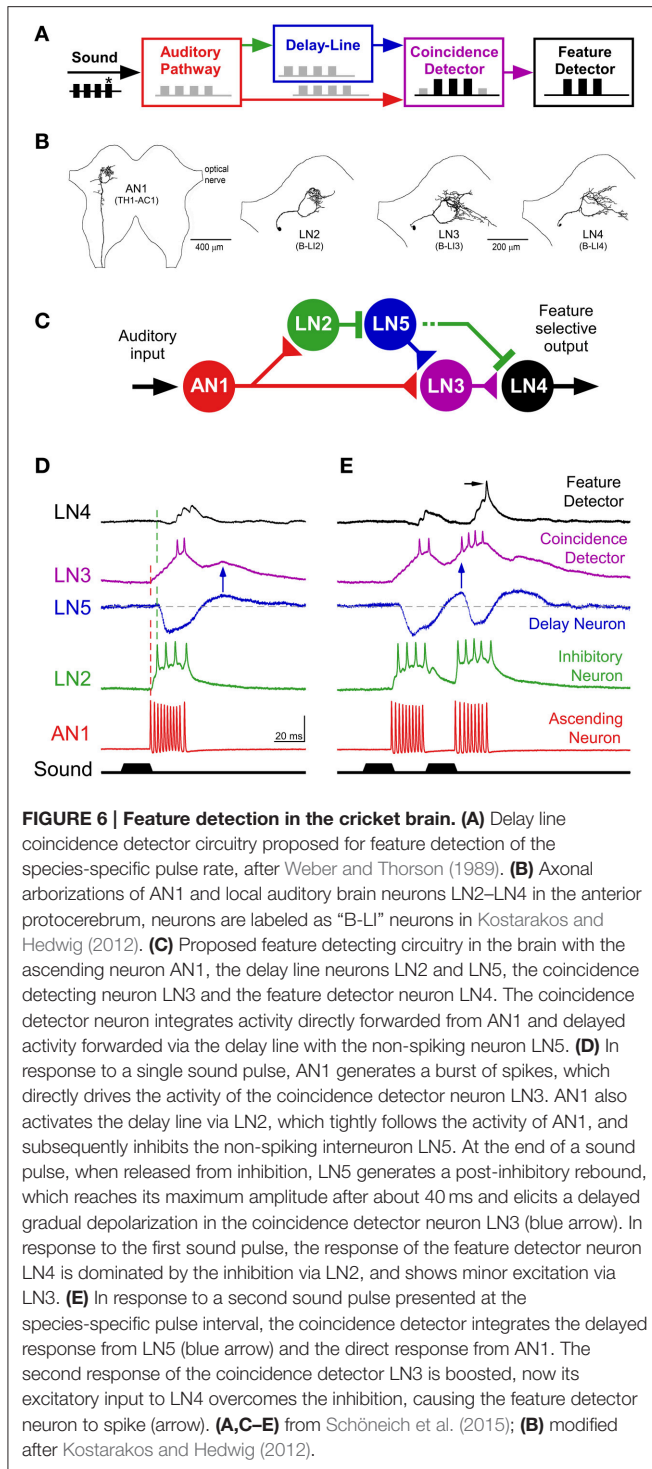 A
Sound
*
Auditory
Pathway
Delay-Line
Coincidence
Detector
Feature
Detector
B
AN1
(TH1-AC1)
optical
nerve
400 µm
LN2
(B-LI2)
LN3
(B-LI3)
200 µm
LN4
(B-LI4)
C
Auditory
input
AN1
LN2
LN5
LN3
LN4
Feature
selective
output
D
E
LN4
LN3
LN5
LN2
AN1
Sound
20 ms
Feature
Detector
Coincidence
Detector
Delay Neuron
Inhibitory
Neuron
Ascending
Neuron
FIGURE 6 | Feature detection in the cricket brain. (A) Delay line
coincidence detector circuitry proposed for feature detection of the
species-specific pulse rate, after Weber and Thorson (1989). (B) Axonal
arborizations of AN1 and local auditory brain neurons LN2–LN4 in the anterior
protocerebrum, neurons are labeled as “B-LI” neurons in Kostarakos and
Hedwig (2012). (C) Proposed feature detecting circuitry in the brain with the
ascending neuron AN1, the delay line neurons LN2 and LN5, the coincidence
detecting neuron LN3 and the feature detector neuron LN4. The coincidence
detector neuron integrates activity directly forwarded from AN1 and delayed
activity forwarded via the delay line with the non-spiking neuron LN5. (D) In
response to a single sound pulse, AN1 generates a burst of spikes, which
directly drives the activity of the coincidence detector neuron LN3. AN1 also
activates the delay line via LN2, which tightly follows the activity of AN1, and
subsequently inhibits the non-spiking interneuron LN5. At the end of a sound
pulse, when released from inhibition, LN5 generates a post-inhibitory rebound,
which reaches its maximum amplitude after about 40 ms and elicits a delayed
gradual depolarization in the coincidence detector neuron LN3 (blue arrow). In
response to the first sound pulse, the response of the feature detector neuron
LN4 is dominated by the inhibition via LN2, and shows minor excitation via
LN3. (E) In response to a second sound pulse presented at the
species-specific pulse interval, the coincidence detector integrates the delayed
response from LN5 (blue arrow) and the direct response from AN1. The
second response of the coincidence detector LN3 is boosted, now its
excitatory input to LN4 overcomes the inhibition, causing the feature detector
neuron to spike (arrow). (A,C–E) from Schöneich et al. (2015); (B) modified
after Kostarakos and Hedwig (2012).